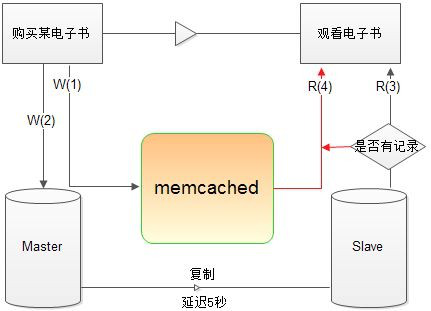 购买某电子书
观看电子书
W(1)
R(4)
R(3)
W(2)
是否有记录
memcached
Master
Slave
复制
延迟5秒